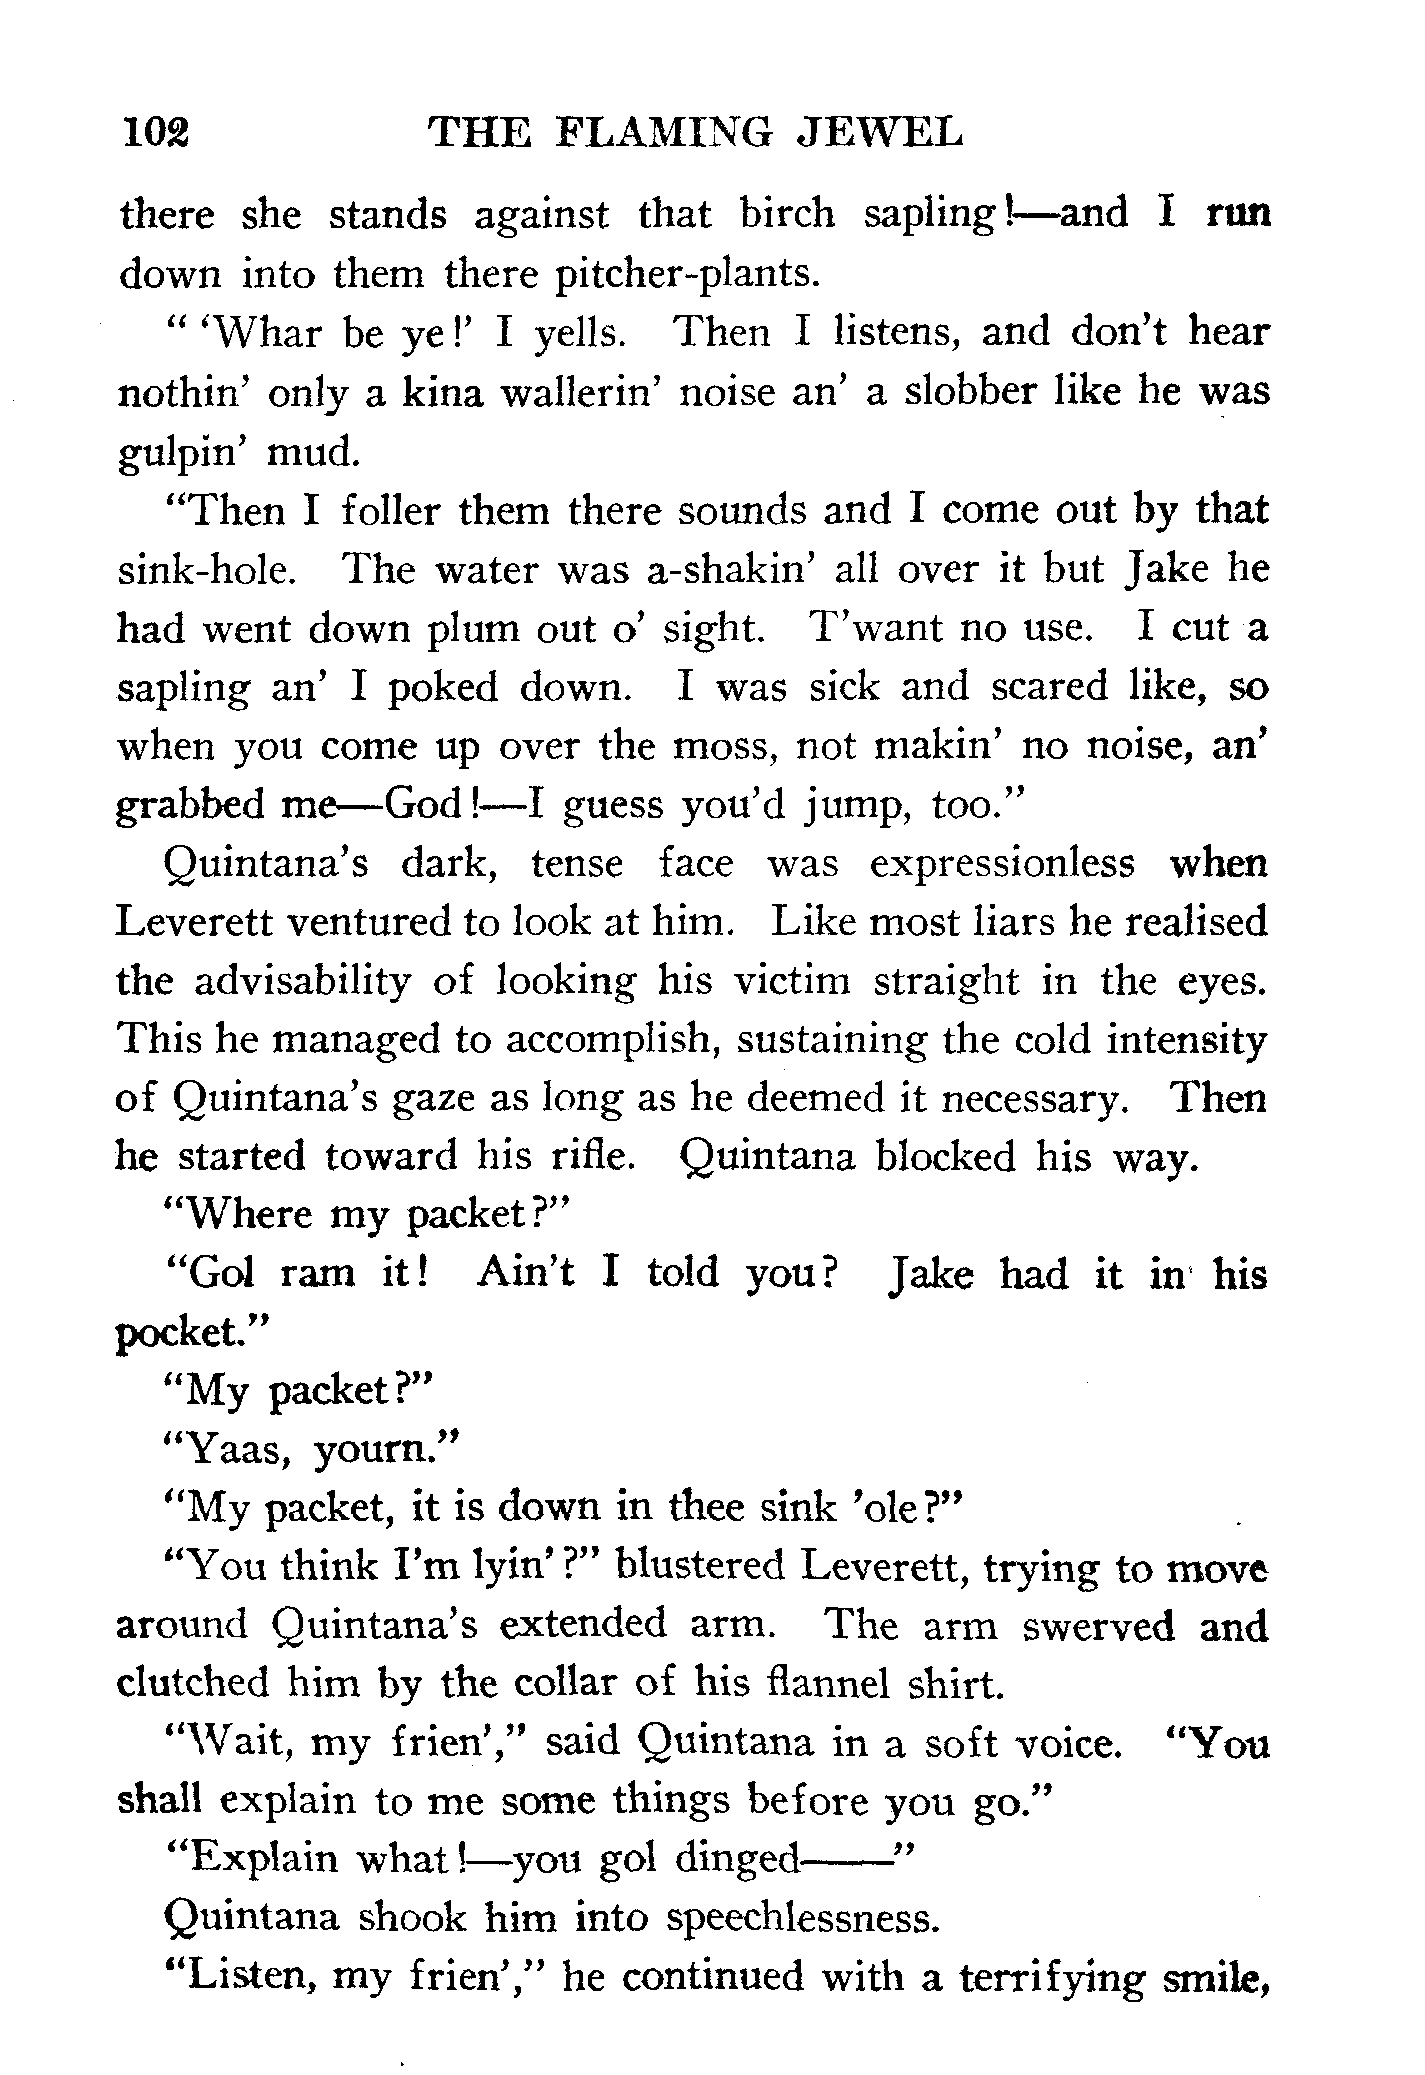 102 THE FLAMING JEWEL
there she stands against that birch sapling!—and I run
down into them there pitcher-plants.
“ ‘Whar be ye!’ I yells. Then I listens, and don’t hear
nothin’ only a kina wallerin’ noise an’ a slobber like he was
gulpin’ mud.
“Then I foller them there sounds and I come out by that
sink-hole. The water was a-shakin’ all over it but Jake he
had went down plum out o’ sight. T’want no use. I cut a
sapling an’ I poked down. I was sick and scared like, so
when you come up over the moss, not makin’ no noise, an’
grabbed me—God!—I guess you’d jump, too.”
Quintana’s dark, tense face was expressionless when
Leverett ventured to look at him. Like most liars he realised
the advisability of looking his victim straight in the eyes.
This he managed to accomplish, sustaining the cold intensity
of Quintana’s gaze as long as he deemed it necessary. Then
he started toward his rifle. Quintana blocked his way.
“Where my packet?”
“Gol ram it! Ain’t I told you? Jake had it in his
pocket.”
“My packet?”
“Yaas, yourn.”
“My packet, it is down in thee sink ’ole?”
“You think I’m lyin’?” blustered Leverett, trying to move
around Quintana’s extended arm. The arm swerved and
clutched him by the collar of his flannel shirt.
“Wait, my frien’,” said Quintana in a soft voice. “You
shall explain to me some things before you go.”
“Explain what!—you gol dinged——”
Quintana shook him into speechlessness.
“Listen, my frien’,” he continued with a terrifying smile,